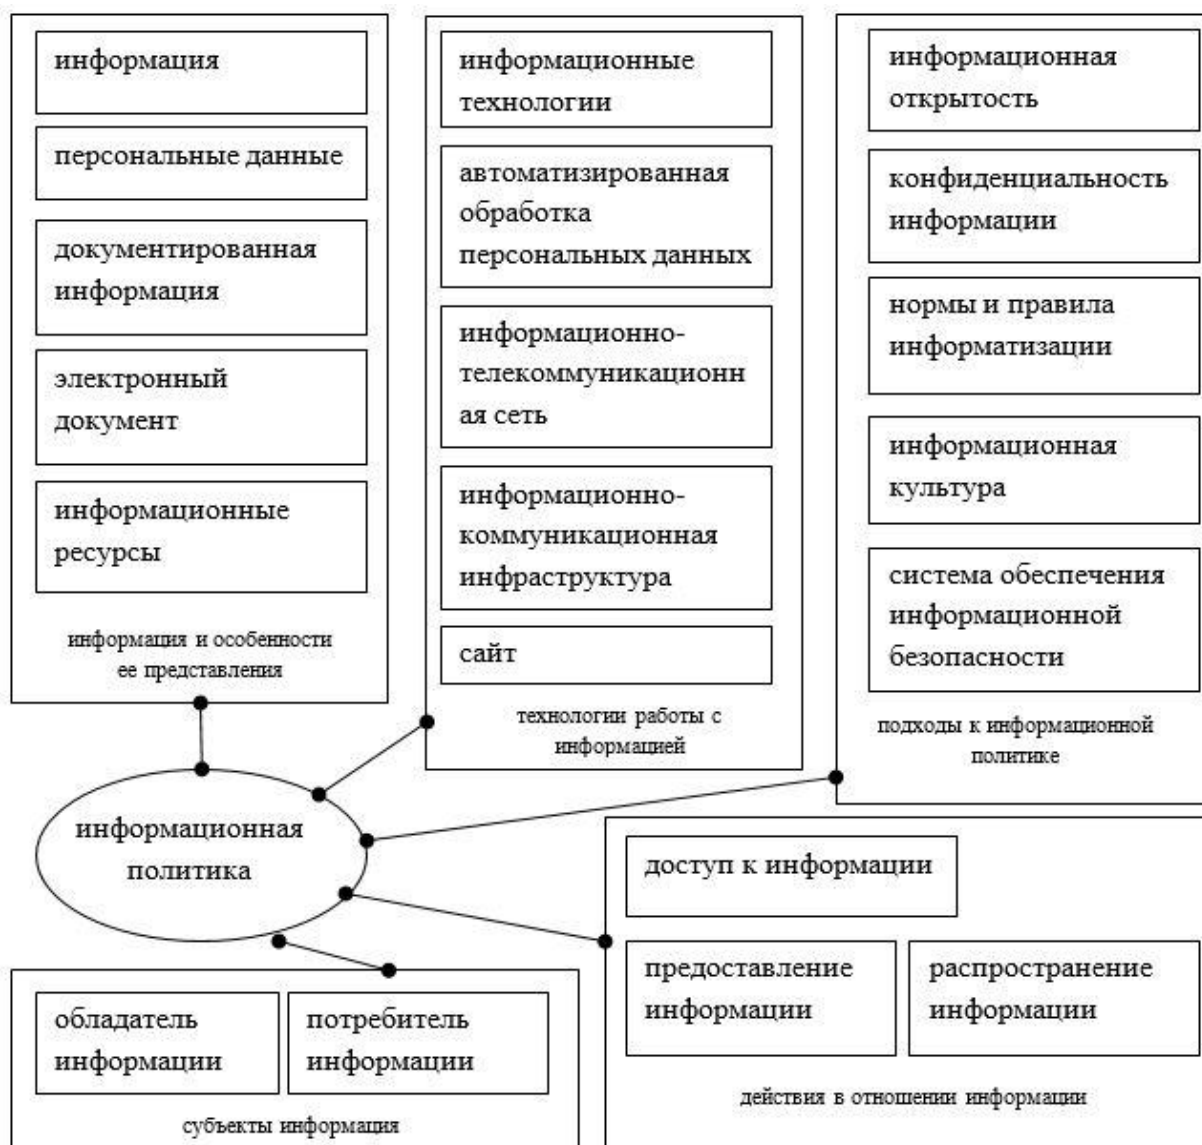 информация
персональные данные
документированная
информация
электронный
документ
информационные
ресурсы
информация и особенности
ее представления
информационные
технологии
автоматизированная
обработка
персональных данных
информационно-
телекоммуникационн
ая сеть
информационно-
коммуникационная
инфраструктура
сайт
технологии работы с
информацией
информационная
открытость
конфиденциальность
информации
нормы и правила
информатизации
информационная
культура
система обеспечения
информационной
безопасности
подходы к информационной
политике
информационная
политика
доступ к информации
предоставление
информации
распространение
информации
действия в отношении информации
обладатель
информации
потребитель
информации
субъекты информация